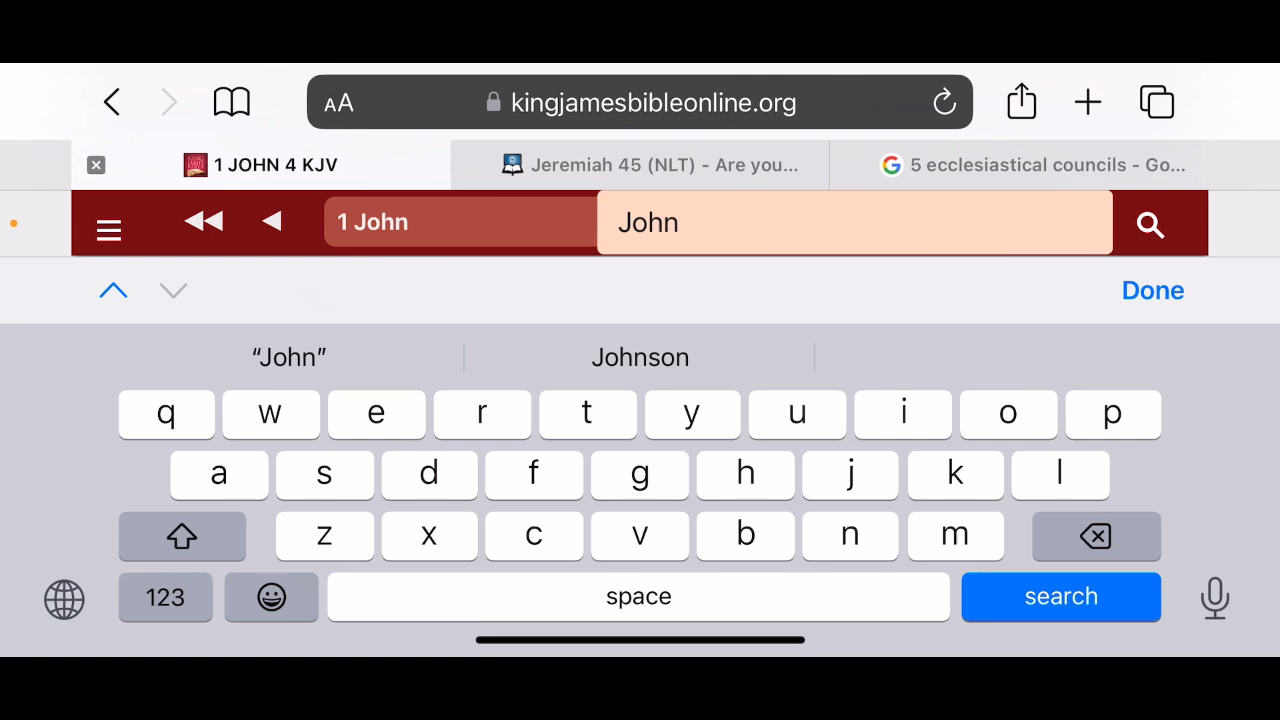 AA kingjamesbibleonline.org
1 JOHN 4 KJV Jeremiah 45 (NLT) - Are you... 5 ecclesiastical councils - Go...
1 John John
Done
“John” Johnson
q w e r t y u i o p
a s d f g h j k l
z x c v b n m
123 space search